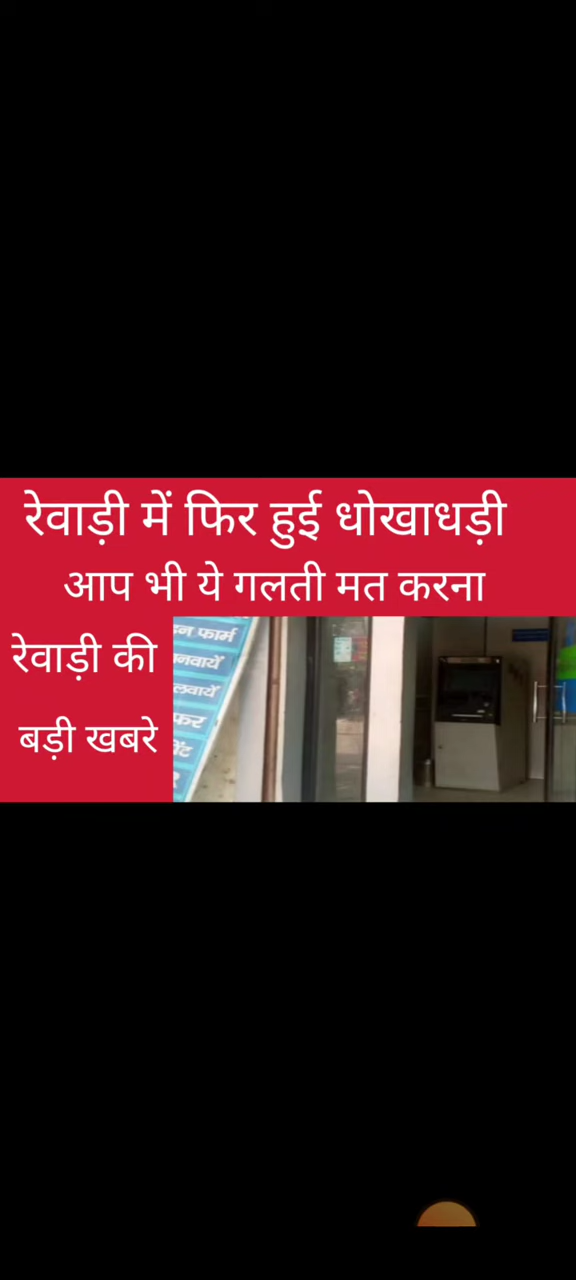 रेवाड़ी में फिर हुई धोखाधड़ी
आप भी ये गलती मत करना
रेवाड़ी की
बड़ी खबरे
फार्म